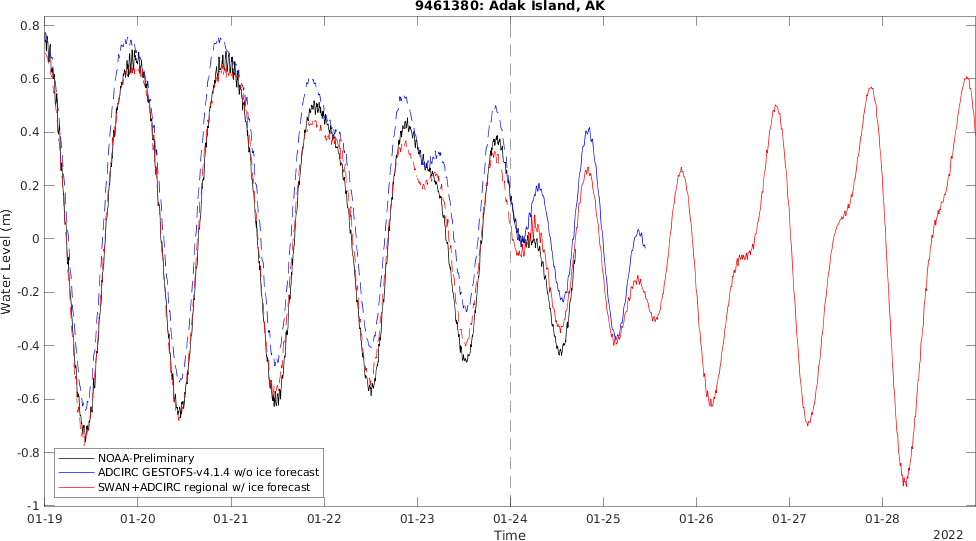 9461380: Adak Island, AK
0.8
0.6
0.4
0.2
0
-0.2
-0.4
-0.6
-0.8
-1
Water Level (m)
NOAA-Preliminary
ADCIRC GESTOFS-v4.1.4 w/o ice forecast
SWAN+ADCIRC regional w/ ice forecast
01-19 01-20 01-21 01-22 01-23 01-24 01-25 01-26 01-27 01-28
Time
2022